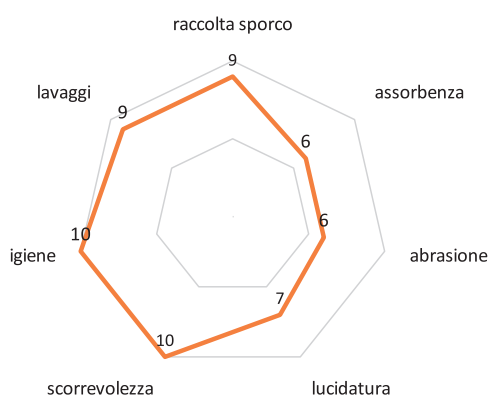 raccolta sporco
9
lavaggi
assorbenza
9
6
6
10
igiene
abrasione
7
10
scorrevolezza
lucidatura